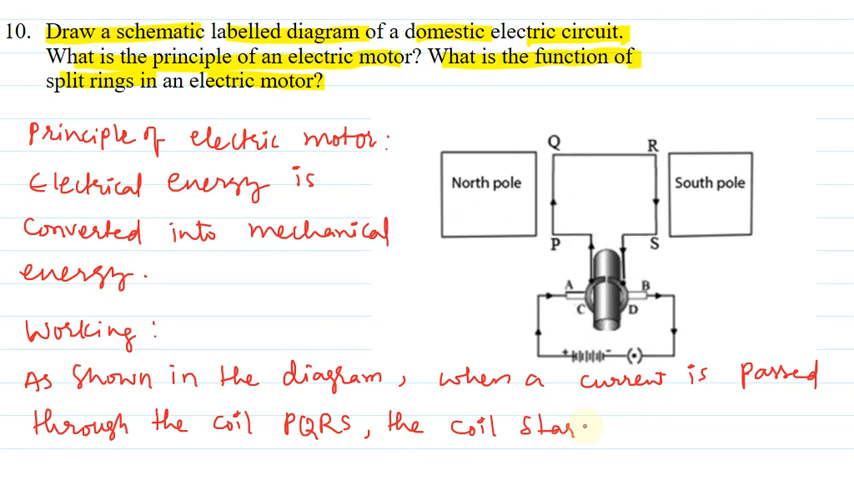 10. Draw a schematic labelled diagram of a domestic electric circuit.
What is the principle of an electric motor? What is the function of
split rings in an electric motor?
Principle of electric motor:
Electrical energy is
converted into mechanical
energy.
Working:
As shown in the diagram, when a current is passed
through the coil PQRS, the coil star
Q
R
North pole
South pole
P
S
A
B
C
D
+
-
(•)